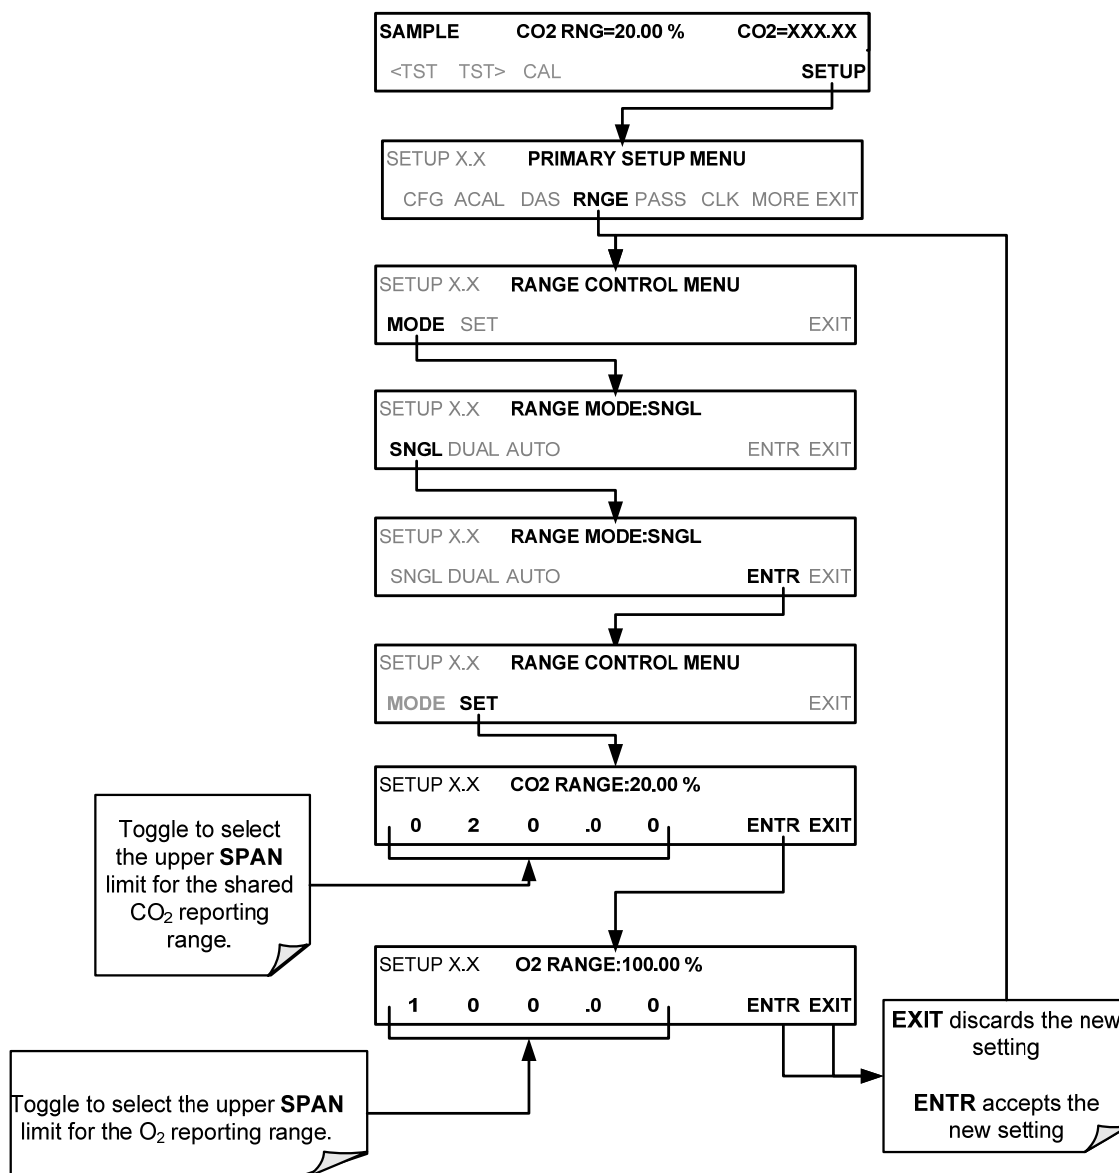 SAMPLE CO2 RNG=20.00 % CO2=XXX.XX
<TST TST> CAL SETUP
SETUP X.X PRIMARY SETUP MENU
CFG ACAL DAS RNGE PASS CLK MORE EXIT
SETUP X.X RANGE CONTROL MENU
MODE SET EXIT
SETUP X.X RANGE MODE:SNGL
SNGL DUAL AUTO ENTR EXIT
SETUP X.X RANGE MODE:SNGL
SNGL DUAL AUTO ENTR EXIT
SETUP X.X RANGE CONTROL MENU
MODE SET EXIT
SETUP X.X CO2 RANGE:20.00 %
0 2 0 .0 0 ENTR EXIT
Toggle to select
the upper SPAN
limit for the shared
CO₂ reporting
range.
SETUP X.X O2 RANGE:100.00 %
1 0 0 .0 0 ENTR EXIT
EXIT discards the new
setting
ENTR accepts the
new setting
Toggle to select the upper SPAN
limit for the O₂ reporting range.